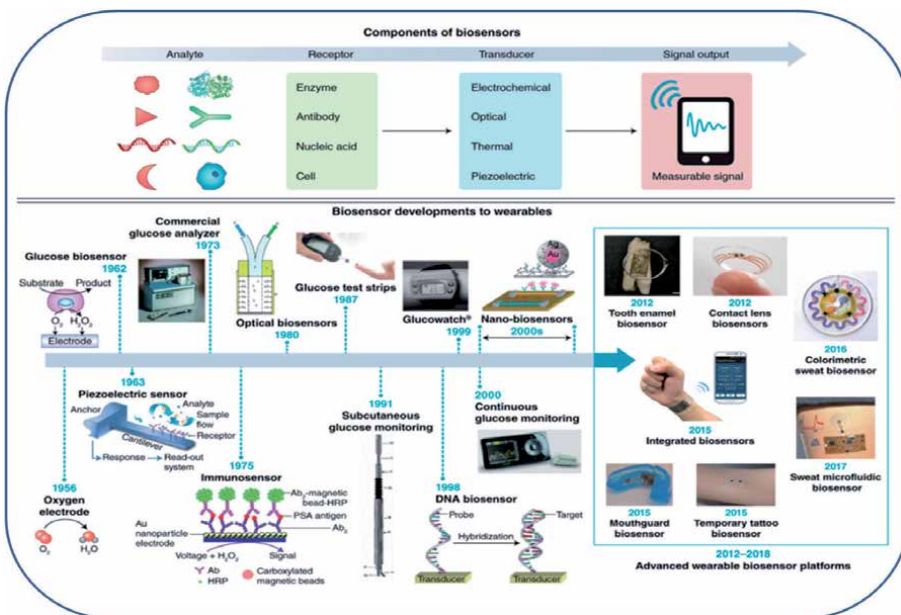 Components of biosensors
Analyte
Receptor
Transducer
Signal output
Enzyme
Antibody
Nucleic acid
Cell
Electrochemical
Optical
Thermal
Piezoelectric
Measurable signal
Biosensor developments to wearables
Glucose biosensor
1962
Substrate
Product
O₂
H₂O₂
Electrode
Commercial
glucose analyzer
1973
Optical biosensors
1980
Glucose test strips
1987
Glucowatch®
1999
Ag
Au
Nano-biosensors
2000s
1956
Oxygen
electrode
O₂
H₂O
1963
Piezoelectric sensor
Anchor
Analyte
Sample
flow
Receptor
Cantilever
Response
Read-out
system
1975
Immunosensor
Ab₂-magnetic
bead-HRP
PSA antigen
Au
nanoparticle
electrode
Voltage + H₂O₂
Signal
Ab
HRP
Carboxylated
magnetic beads
1991
Subcutaneous
glucose monitoring
1998
DNA biosensor
Probe
Hybridization
Target
Transducer
Transducer
2000
Continuous
glucose monitoring
2012
Tooth enamel
biosensor
2012
Contact lens
biosensors
2016
Colorimetric
sweat biosensor
2015
Integrated biosensors
2017
Sweat microfluidic
biosensor
2015
Mouthguard
biosensor
2015
Temporary tattoo
biosensor
2012–2018
Advanced wearable biosensor platforms